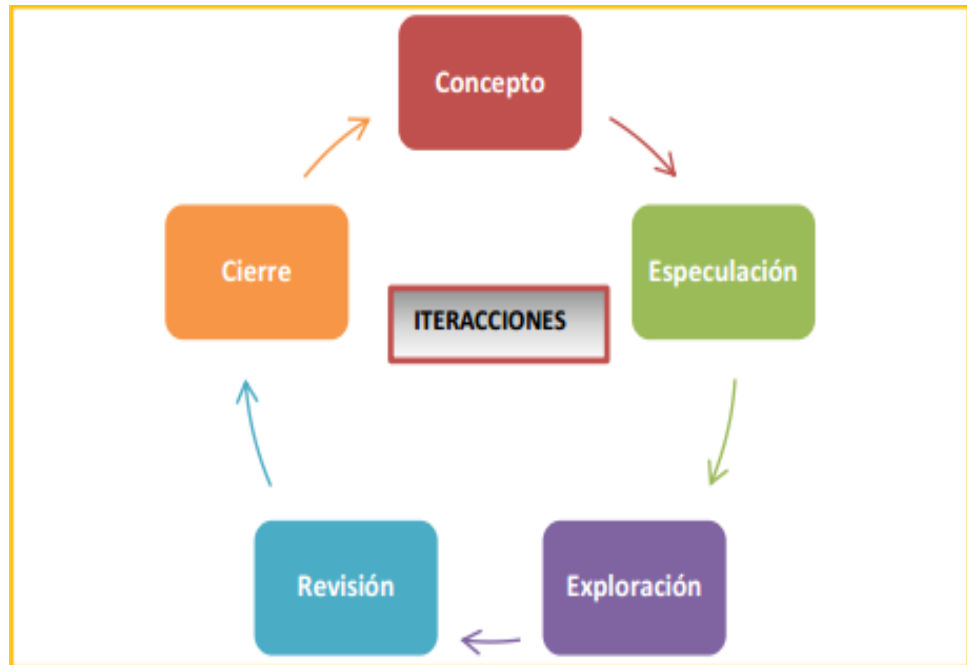 Concepto
Especulación
Exploración
Revisión
Cierre
ITERACCIONES